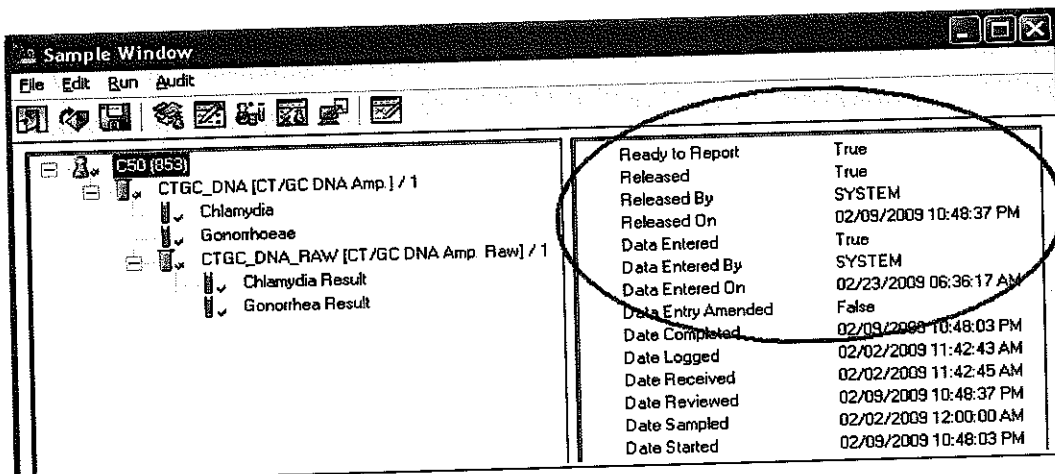 Sample Window
File Edit Run Audit
C50 (853)
CTGC_DNA [CT/GC DNA Amp.] / 1
Chlamydia
Gonorrhoeae
CTGC_DNA_RAW [CT/GC DNA Amp. Raw] / 1
Chlamydia Result
Gonorrhea Result
Ready to Report True
Released True
Released By SYSTEM
Released On 02/09/2009 10:48:37 PM
Data Entered True
Data Entered By SYSTEM
Data Entered On 02/23/2009 06:36:17 AM
Data Entry Amended False
Date Completed 02/09/2009 10:48:03 PM
Date Logged 02/02/2009 11:42:43 AM
Date Received 02/02/2009 11:42:45 AM
Date Reviewed 02/09/2009 10:48:37 PM
Date Sampled 02/02/2009 12:00:00 AM
Date Started 02/09/2009 10:48:03 PM